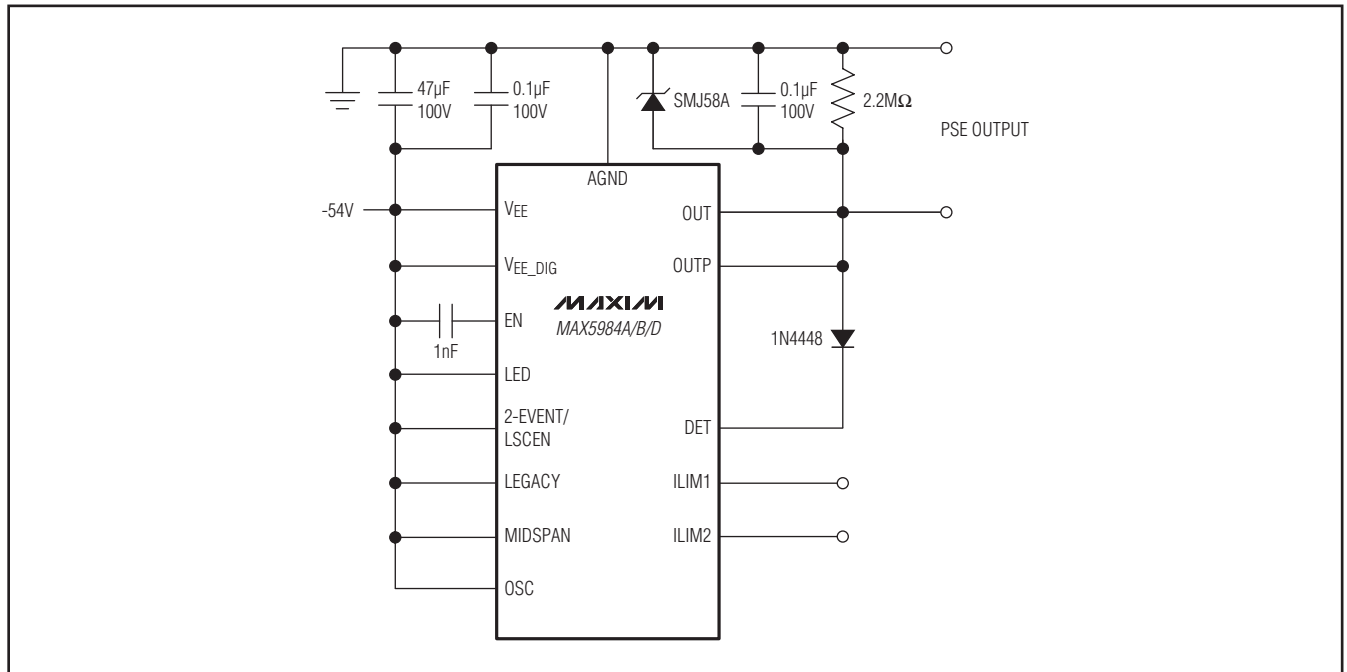 47µF
100V
0.1µF
100V
SMJ58A
0.1µF
100V
2.2MΩ
PSE OUTPUT
AGND
-54V
VEE
OUT
VEE_DIG
OUTP
MAXIM
MAX5984A/B/D
EN
1nF
1N4448
LED
2-EVENT/
LSCEN
DET
LEGACY
ILIM1
MIDSPAN
ILIM2
OSC